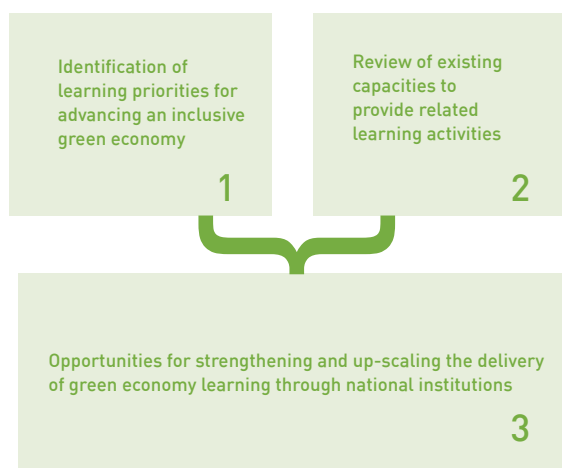 Identification of
learning priorities for
advancing an inclusive
green economy
1
Review of existing
capacities to
provide related
learning activities
2
Opportunities for strengthening and up-scaling the delivery
of green economy learning through national institutions
3